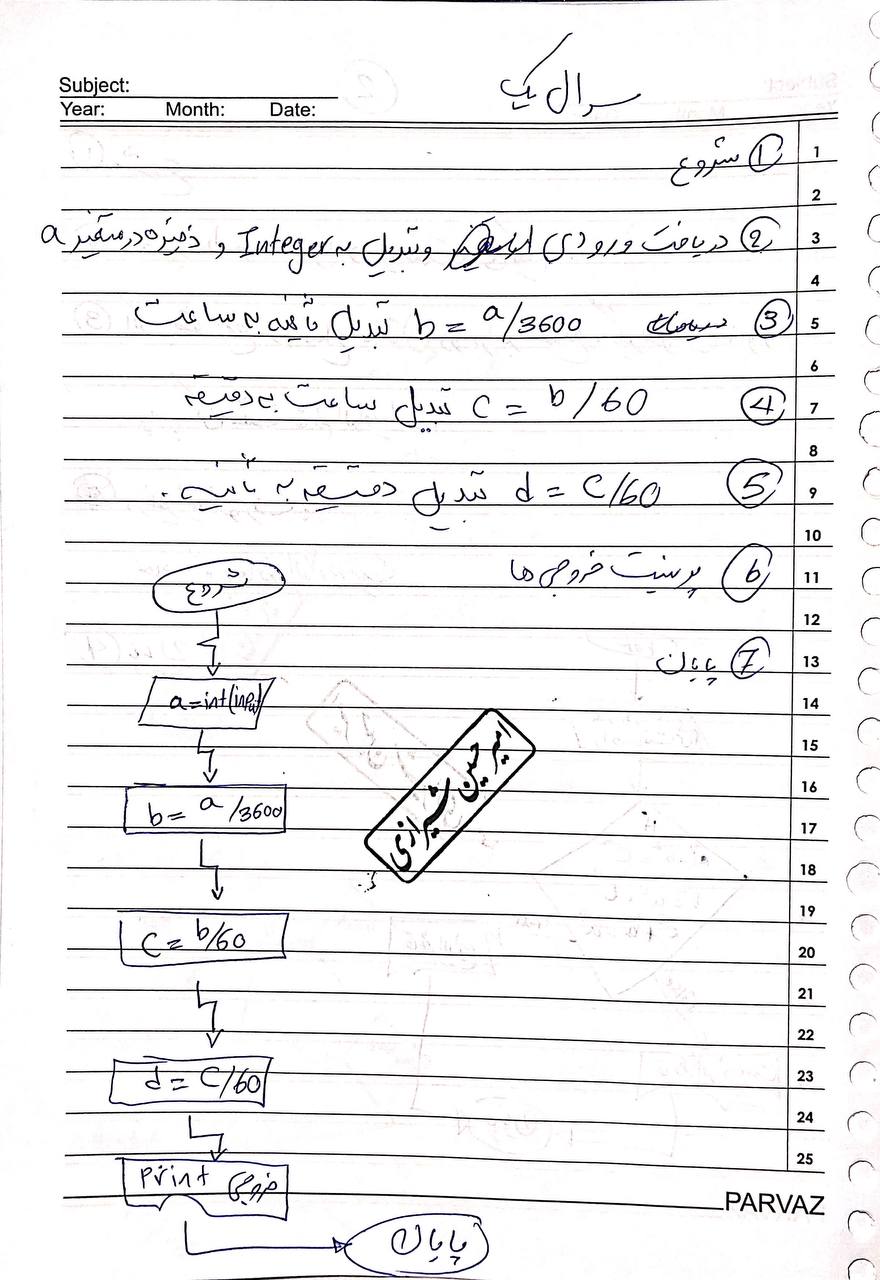 سوال یک
Subject:
Year: Month: Date:
1 شروع
2 دریافت ورودی از و تبدیل به Integer و ذخیره در متغیر a
3 b = a/3600 تبدیل ثانیه به ساعت
4 c = b/60 تبدیل ساعت به دقیقه
5 d = c/60 تبدیل دقیقه به ثانیه .
6 پرینت خروجی ها
7 پایان
شروع
a=int(input)
b= a/3600
c= b/60
d= c/60
print خروجی
پایان
امیر حسین شیرازی
1
2
3
4
5
6
7
8
9
10
11
12
13
14
15
16
17
18
19
20
21
22
23
24
25
PARVAZ